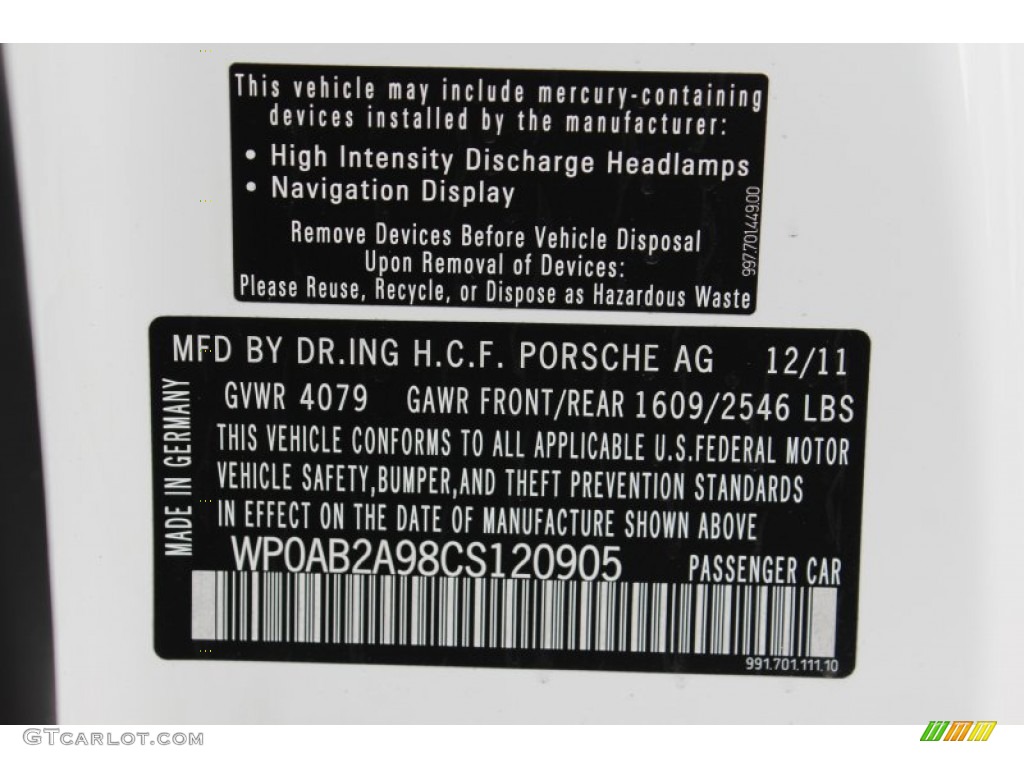 This vehicle may include mercury-containing
devices installed by the manufacturer:
• High Intensity Discharge Headlamps
• Navigation Display
Remove Devices Before Vehicle Disposal
Upon Removal of Devices:
Please Reuse, Recycle, or Dispose as Hazardous Waste
997.701.449.00
MFD BY DR.ING H.C.F. PORSCHE AG 12/11
GVWR 4079 GAWR FRONT/REAR 1609/2546 LBS
THIS VEHICLE CONFORMS TO ALL APPLICABLE U.S.FEDERAL MOTOR
VEHICLE SAFETY,BUMPER,AND THEFT PREVENTION STANDARDS
IN EFFECT ON THE DATE OF MANUFACTURE SHOWN ABOVE
WP0AB2A98CS120905 PASSENGER CAR
MADE IN GERMANY
991.701.111.10
GTCARLOT.COM